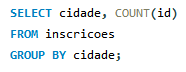 SELECT cidade, COUNT(id)
FROM inscricoes
GROUP BY cidade;